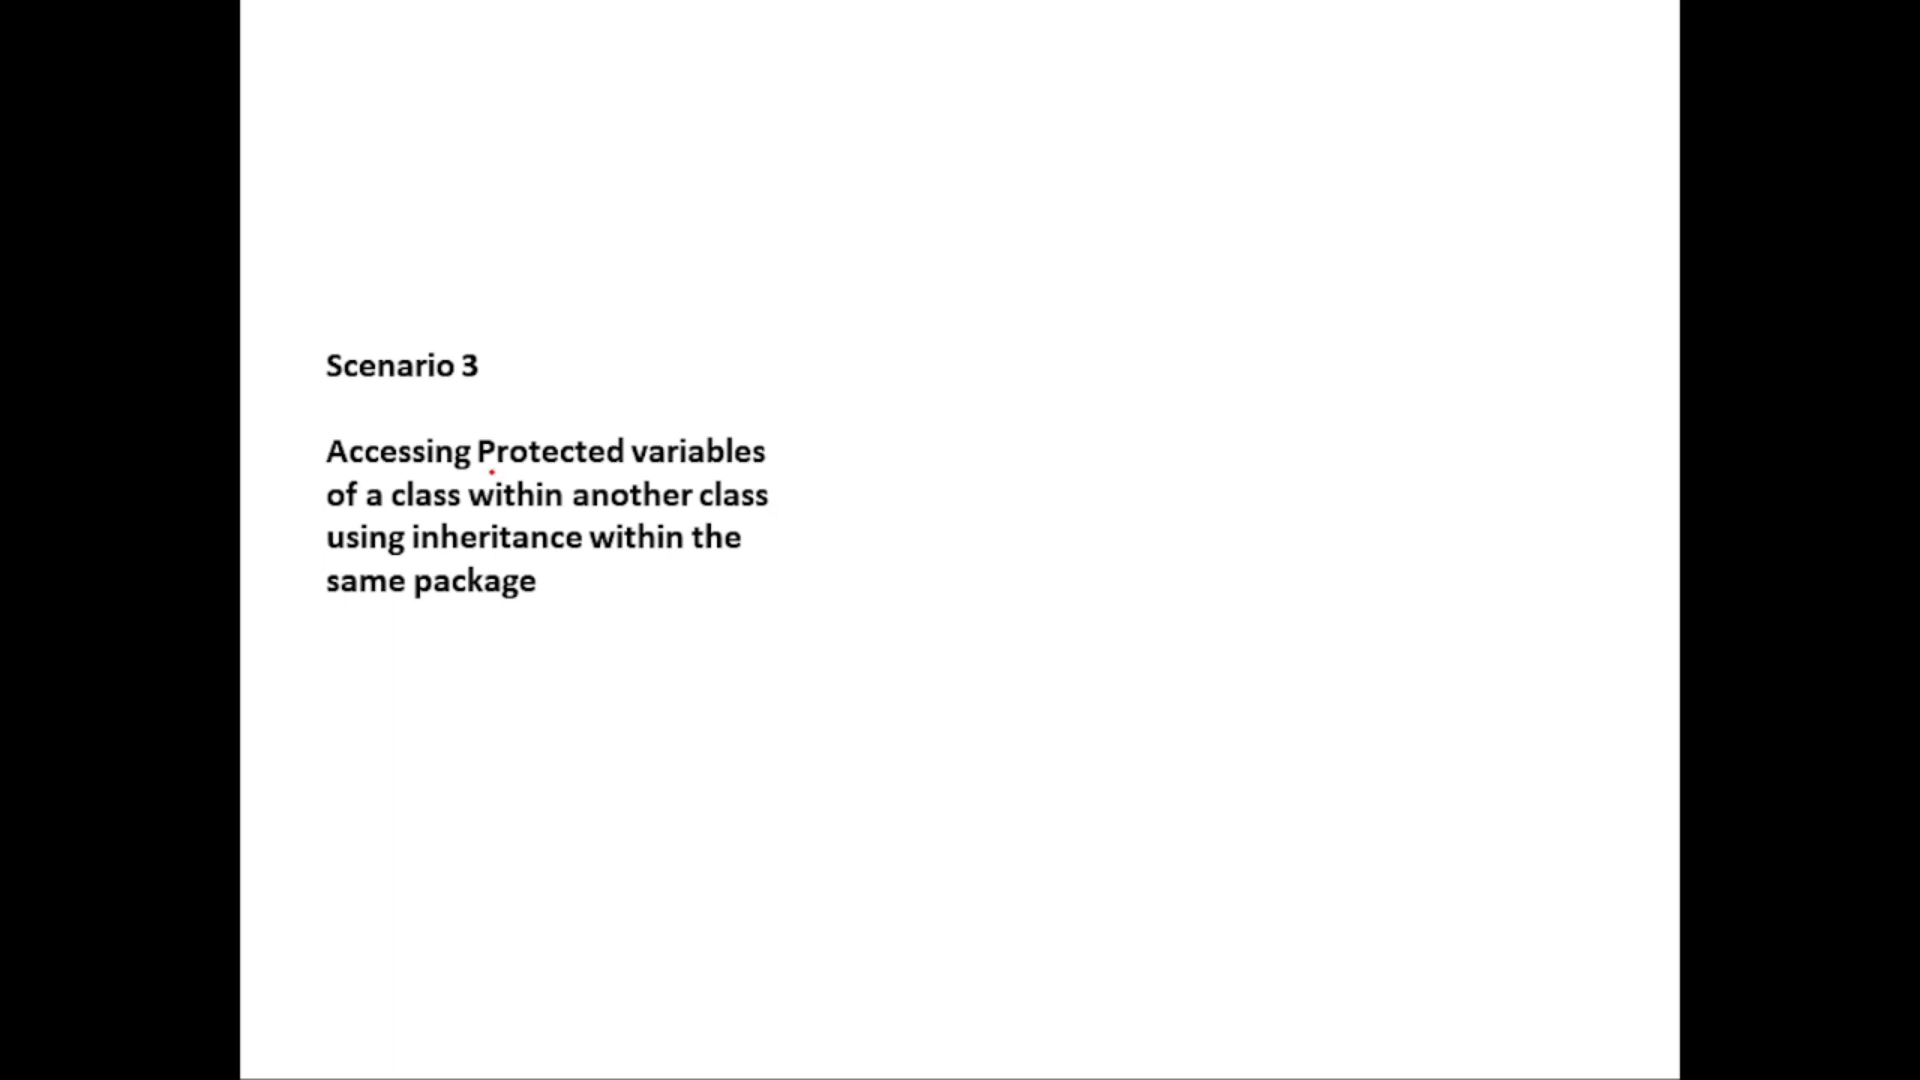 Scenario 3
Accessing Protected variables
of a class within another class
using inheritance within the
same package